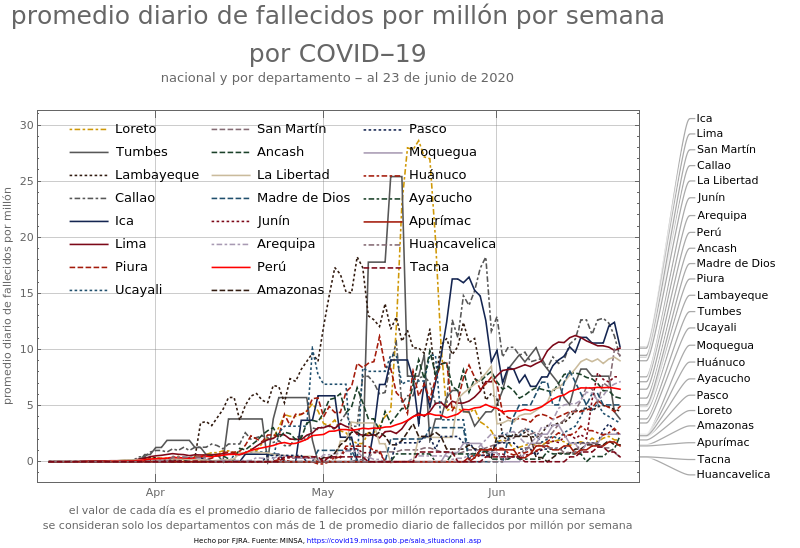 promedio diario de fallecidos por millón por semana
por COVID−19
nacional y por departamento − al 23 de junio de 2020
promedio diario de fallecidos por millón
30
25
20
15
10
5
0
Apr
May
Jun
Loreto
Tumbes
Lambayeque
Callao
Ica
Lima
Piura
Ucayali
San Martín
Ancash
La Libertad
Madre de Dios
Junín
Arequipa
Perú
Amazonas
Pasco
Moquegua
Huánuco
Ayacucho
Apurímac
Huancavelica
Tacna
Ica
Lima
San Martín
Callao
La Libertad
Junín
Arequipa
Perú
Ancash
Madre de Dios
Piura
Lambayeque
Tumbes
Ucayali
Moquegua
Huánuco
Ayacucho
Pasco
Loreto
Amazonas
Apurímac
Tacna
Huancavelica
el valor de cada día es el promedio diario de fallecidos por millón reportados durante una semana
se consideran solo los departamentos con más de 1 de promedio diario de fallecidos por millón por semana
Hecho por FJRA. Fuente: MINSA, https://covid19.minsa.gob.pe/sala_situacional.asp